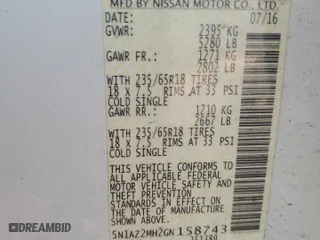 MFD BY NISSAN MOTOR CO., LTD.
DATE: 07/16
GVWR: 2395 KG
5280 LB
GAWR FR.: 1271 KG
2802 LB
WITH 235/65R18 TIRES
18 X 7.5 RIMS AT 33 PSI
COLD SINGLE
GAWR RR.: 1210 KG
2667 LB
WITH 235/65R18 TIRES
18 X 7.5 RIMS AT 33 PSI
COLD SINGLE
THIS VEHICLE CONFORMS TO
ALL APPLICABLE FEDERAL
MOTOR VEHICLE SAFETY AND
THEFT PREVENTION
STANDARDS IN EFFECT ON
THE DATE OF MANUFACTURE
SHOWN ABOVE.
5N1AZ2MH2GN158743